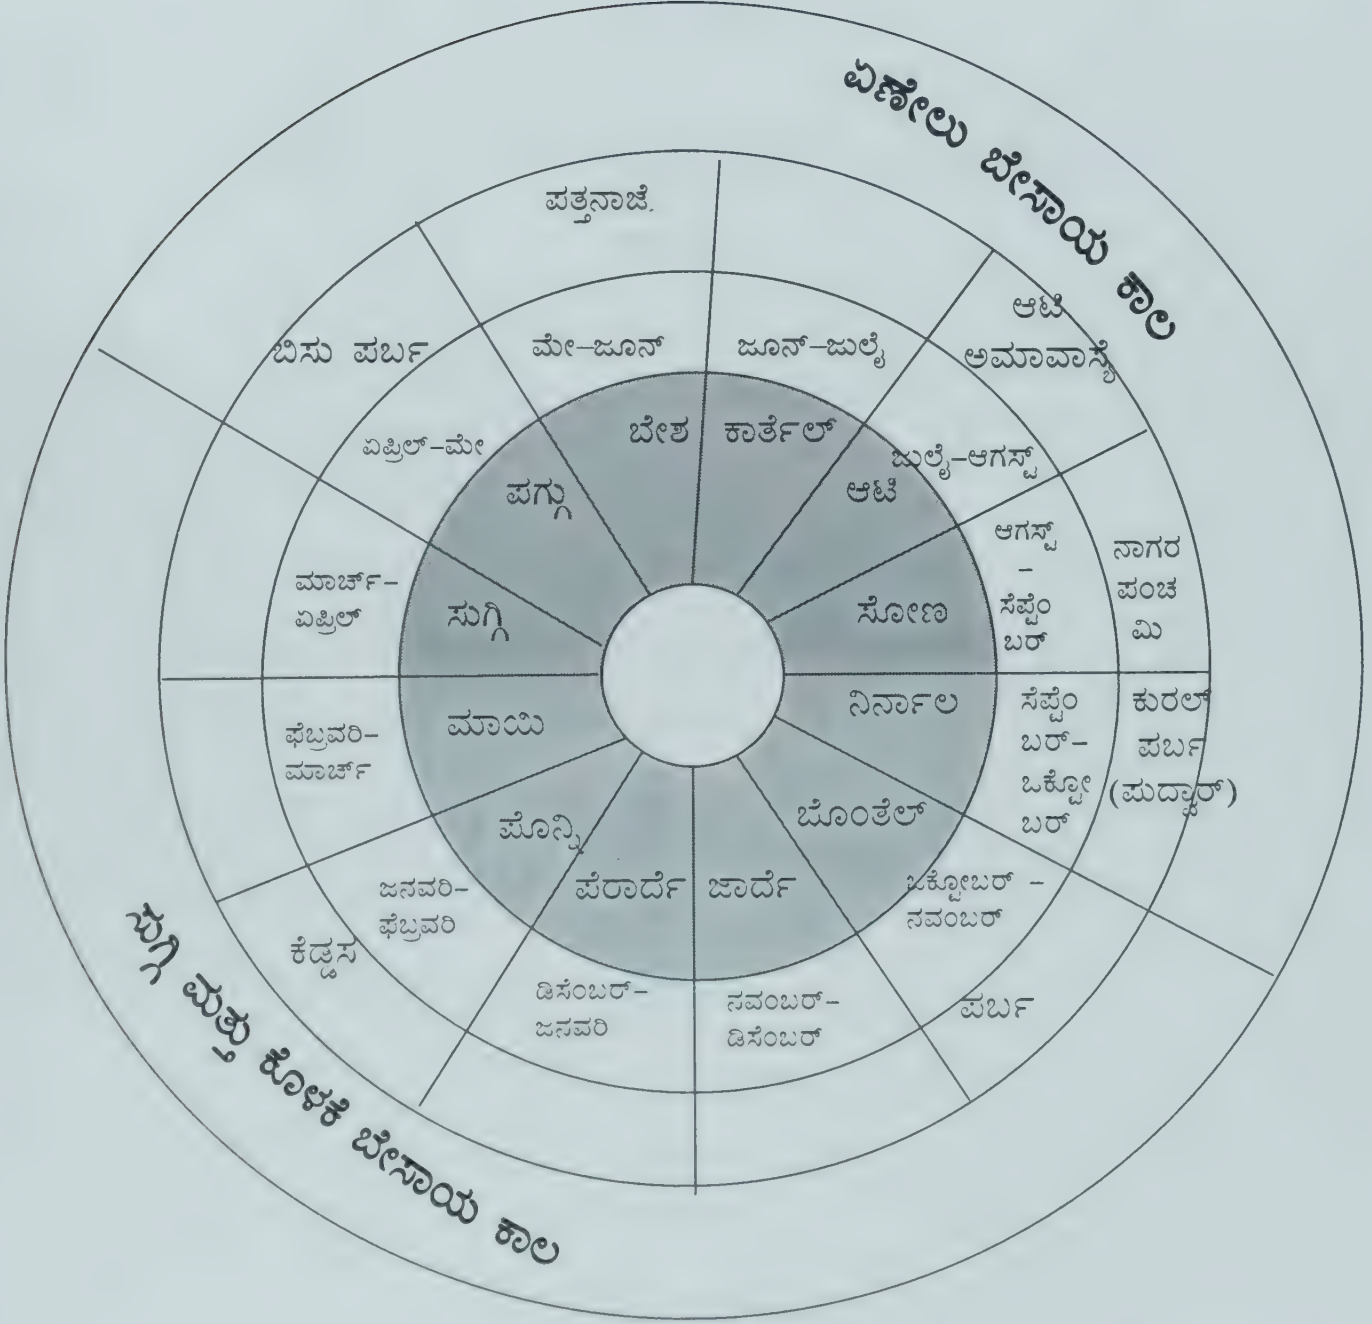 ಏಣೇಲು ಬೇಸಾಯ ಕಾಲ
ಪತ್ತನಾಜೆ.
ಬಿಸು ಪರ್ಬ
ಆಟಿ
ಅಮಾವಾಸ್ಯೆ
ನಾಗರ
ಪಂಚ
ಮಿ
ಕುರಲ್
ಪರ್ಬ
(ಪುದ್ವಾರ್)
ಪರ್ಬ
ಕೆಡ್ಡಸ
ಮೇ-ಜೂನ್
ಜೂನ್-ಜುಲೈ
ಜುಲೈ-ಆಗಸ್ಟ್
ಆಗಸ್ಟ್
-
ಸೆಪ್ಟೆಂ
ಬರ್
ಸೆಪ್ಟೆಂ
ಬರ್-
ಒಕ್ಟೋ
ಬರ್
ಒಕ್ಟೋಬರ್ -
ನವಂಬರ್
ನವಂಬರ್-
ಡಿಸೆಂಬರ್
ಡಿಸೆಂಬರ್-
ಜನವರಿ
ಜನವರಿ-
ಫೆಬ್ರವರಿ
ಫೆಬ್ರವರಿ-
ಮಾರ್ಚ್
ಮಾರ್ಚ್-
ಏಪ್ರಿಲ್
ಏಪ್ರಿಲ್-ಮೇ
ಬೇಶ
ಕಾರ್ತೆಲ್
ಆಟಿ
ಸೋಣ
ನಿರ್ನಾಲ
ಬೊಂತೆಲ್
ಜಾರ್ದೆ
ಪೆರಾರ್ದೆ
ಪೊನ್ನಿ
ಮಾಯಿ
ಸುಗ್ಗಿ
ಪಗ್ಗು
ಸುಗ್ಗಿ ಮತ್ತು ಕೊಳಕೆ ಬೇಸಾಯ ಕಾಲ